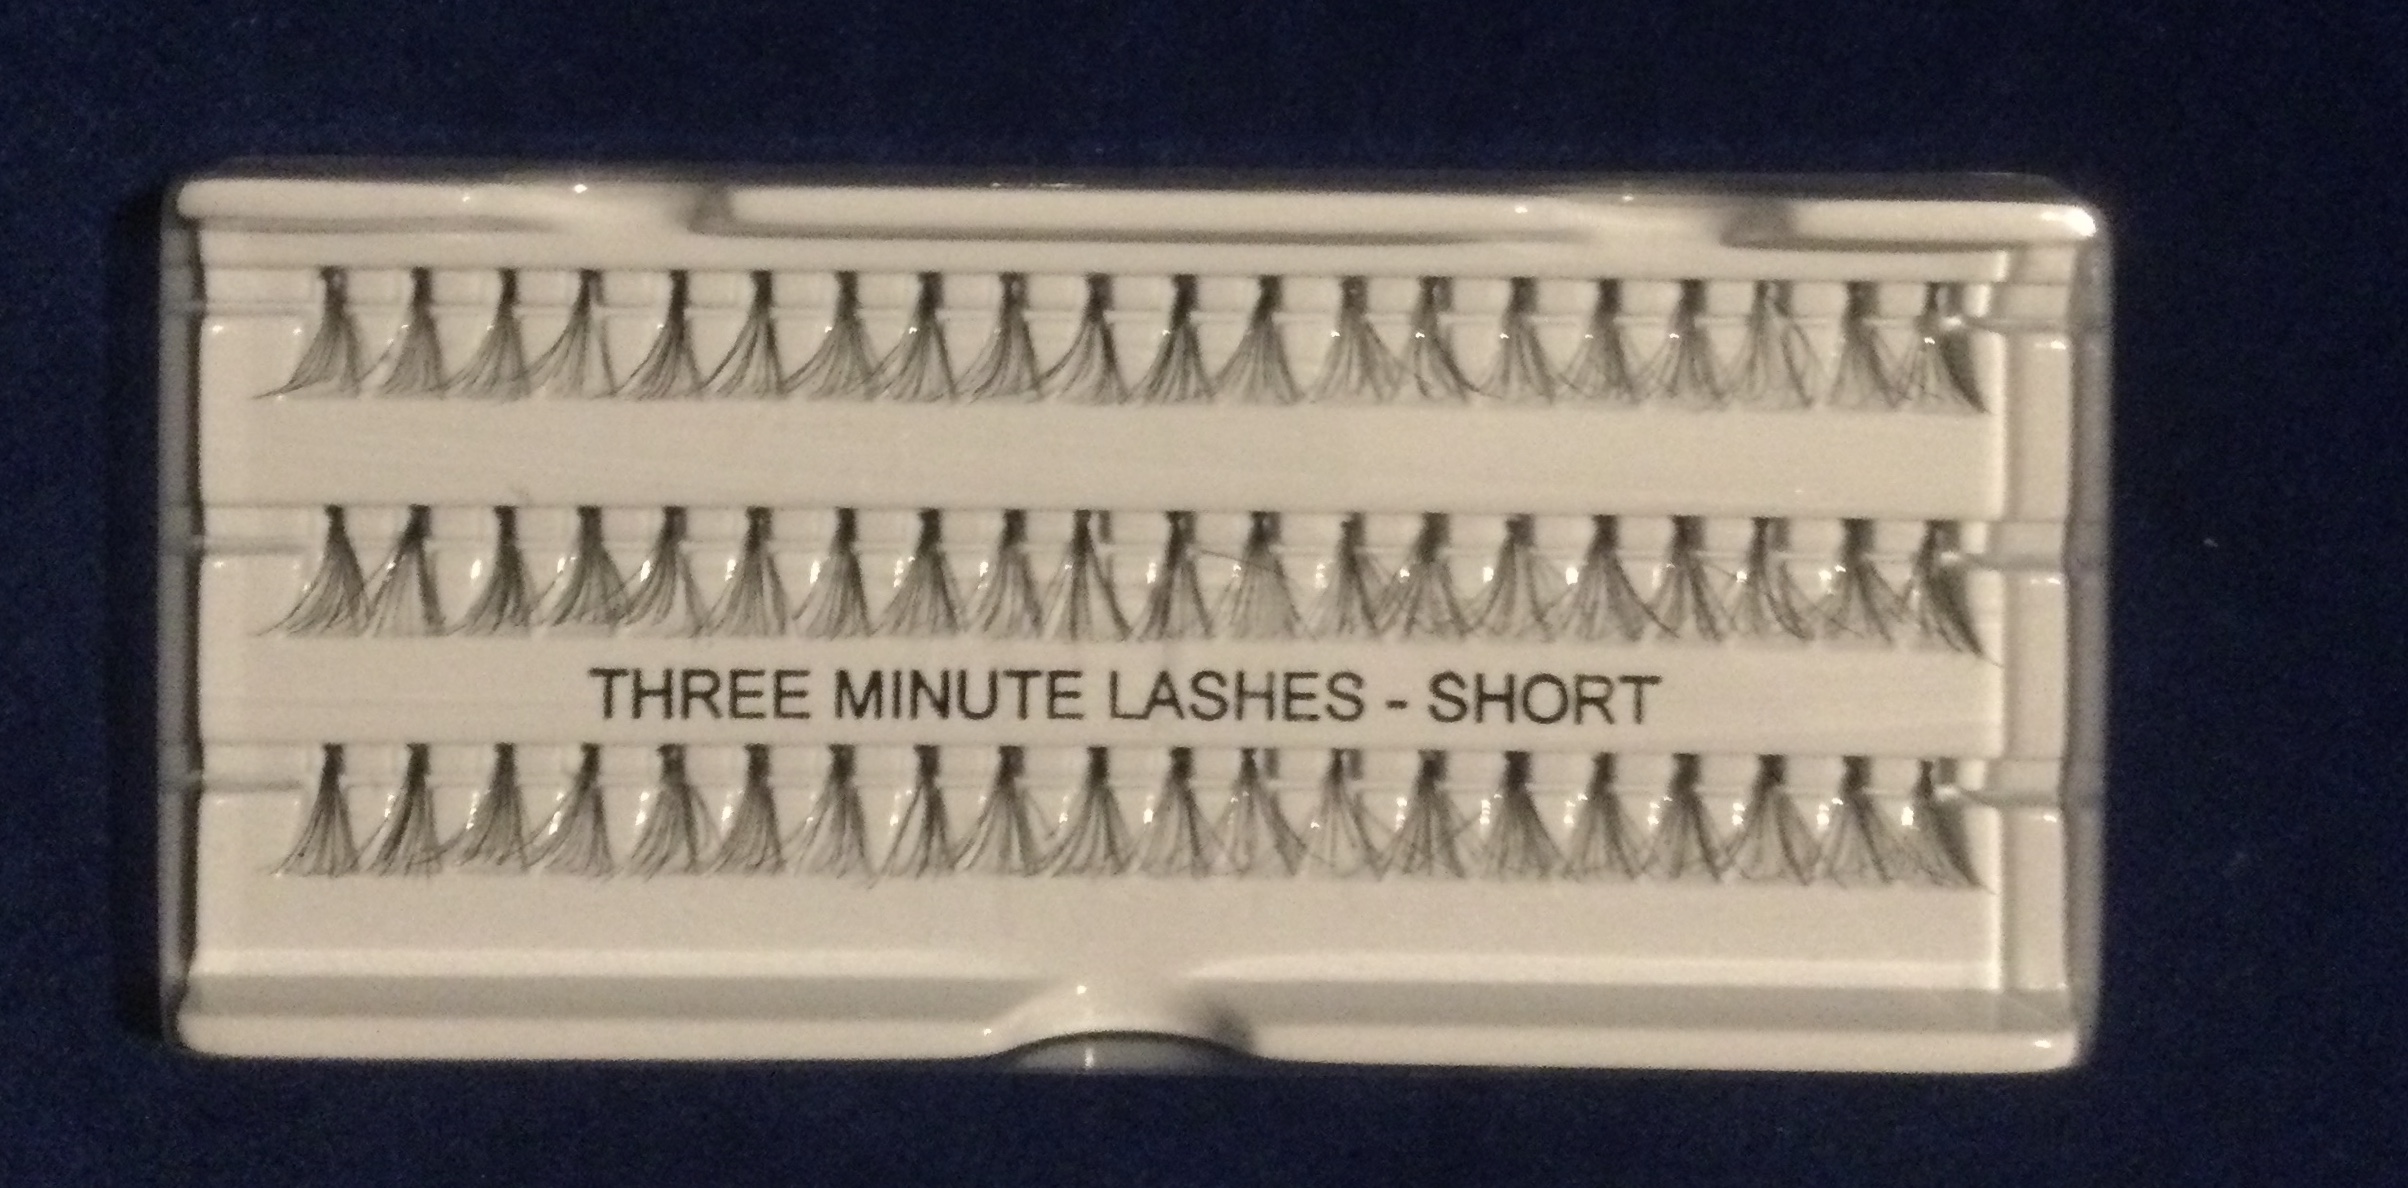 THREE MINUTE LASHES - SHORT